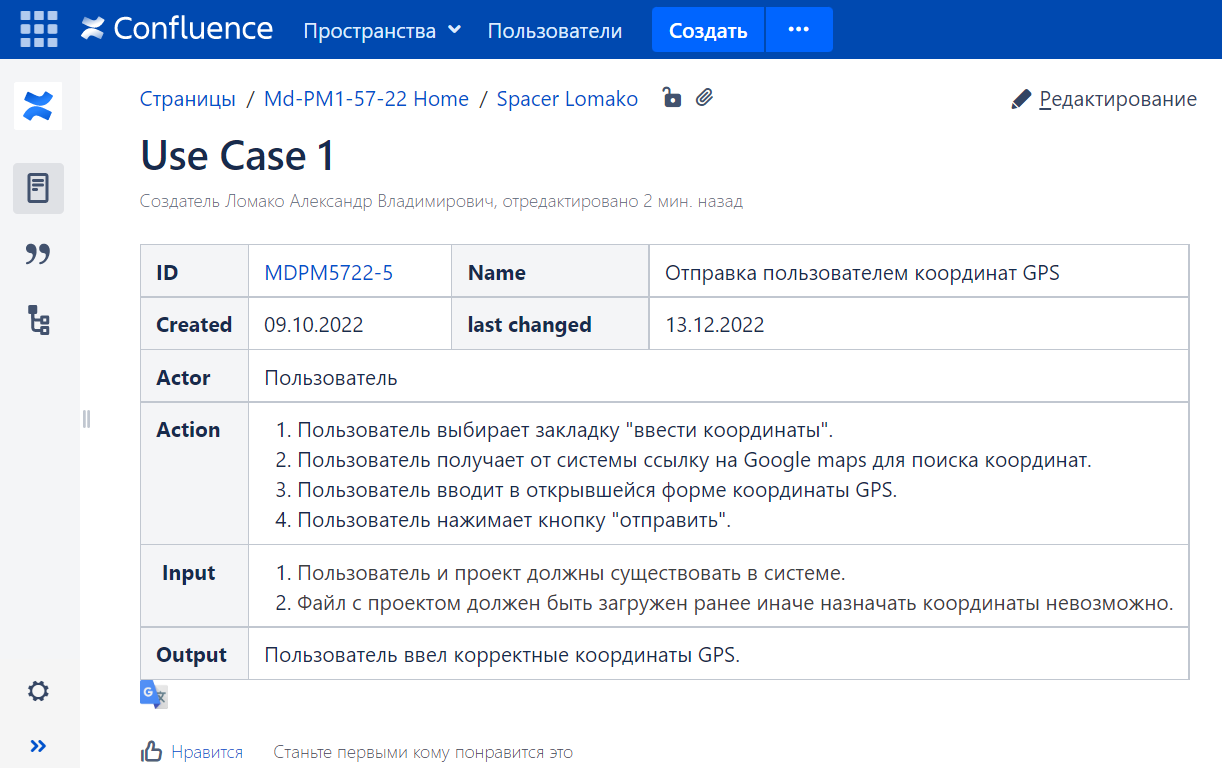 Confluence Пространства Пользователи Создать ...
Страницы / Md-PM1-57-22 Home / Spacer Lomako Редактирование
Use Case 1
Создатель Ломако Александр Владимирович, отредактировано 2 мин. назад
ID MDPM5722-5 Name Отправка пользователем координат GPS
Created 09.10.2022 last changed 13.12.2022
Actor Пользователь
Action 1. Пользователь выбирает закладку "ввести координаты".
2. Пользователь получает от системы ссылку на Google maps для поиска координат.
3. Пользователь вводит в открывшейся форме координаты GPS.
4. Пользователь нажимает кнопку "отправить".
Input 1. Пользователь и проект должны существовать в системе.
2. Файл с проектом должен быть загружен ранее иначе назначать координаты невозможно.
Output Пользователь ввел корректные координаты GPS.
Нравится Станьте первыми кому понравится это